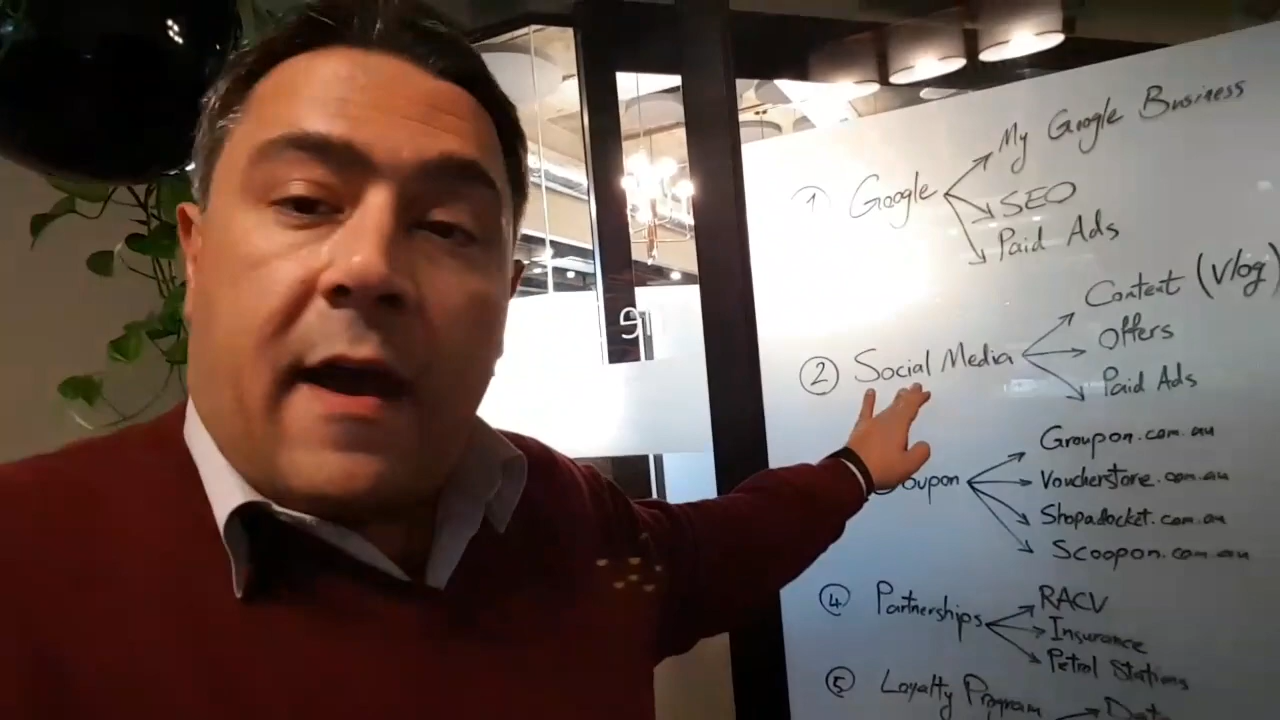 1 Google
My Google Business
SEO
Paid Ads
2 Social Media
Content (Vlog)
Offers
Paid Ads
oupon
Groupon.com.au
Voucherstore.com.au
Shopadocket.com.au
Scoopon.com.au
4 Partnerships
RACV
Insurance
Petrol Stations
5 Loyalty Program